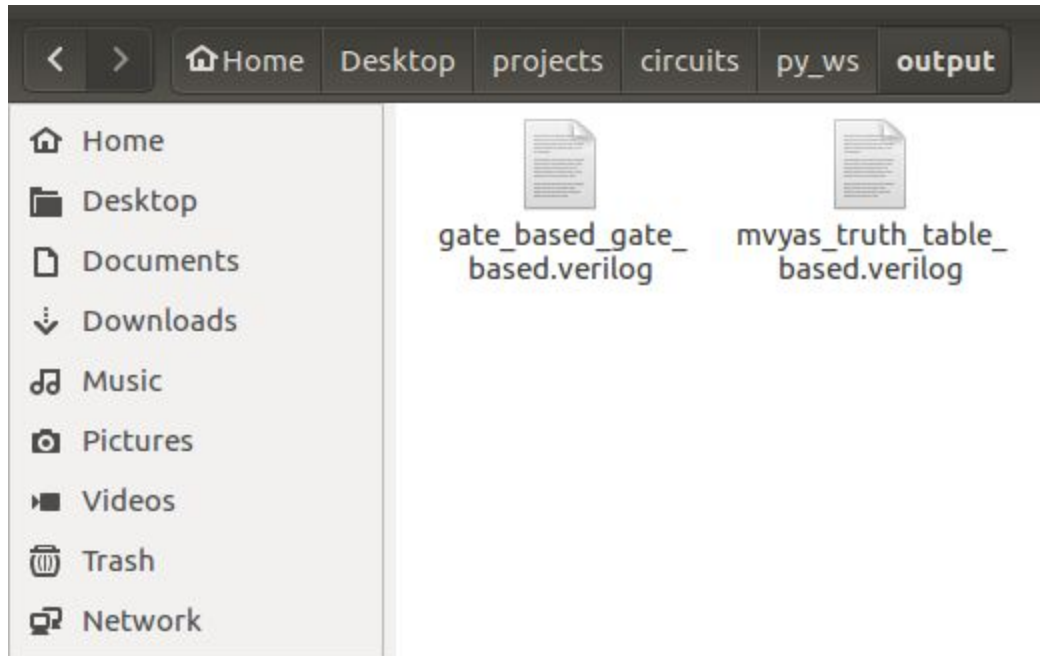 Home Desktop projects circuits py_ws output
Home
Desktop
Documents
Downloads
Music
Pictures
Videos
Trash
Network
gate_based_gate_
based.verilog
mvyas_truth_table_
based.verilog